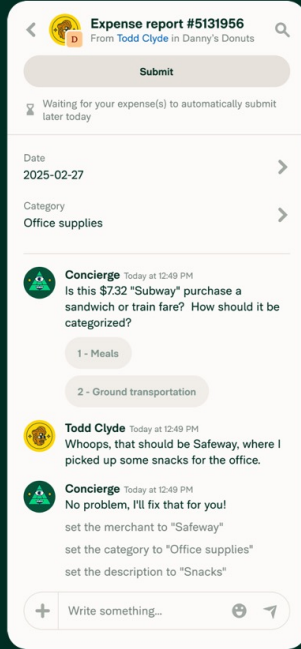 Expense report #5131956
D
From Todd Clyde in Danny's Donuts
Submit
Waiting for your expense(s) to automatically submit
later today
Date
2025-02-27
Category
Office supplies
Concierge Today at 12:49 PM
Is this $7.32 "Subway" purchase a
sandwich or train fare? How should it be
categorized?
1 - Meals
2 - Ground transportation
Todd Clyde Today at 12:49 PM
Whoops, that should be Safeway, where I
picked up some snacks for the office.
Concierge Today at 12:49 PM
No problem, I'll fix that for you!
set the merchant to "Safeway"
set the category to "Office supplies"
set the description to "Snacks"
Write something...